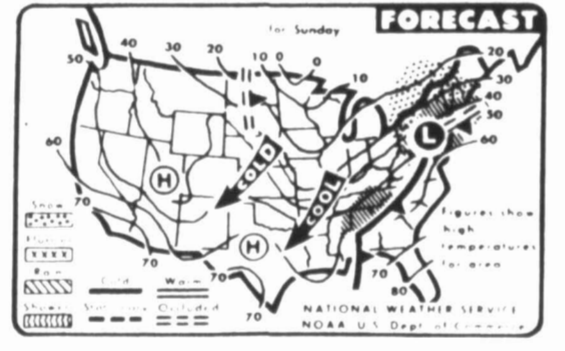 FORECAST
for Sunday
50
40
30
20
10
0
0
10
20
30
40
50
60
60
70
COLD
COOL
L
H
H
Snow
Flurries
Rain
Showers
Cold
Warm
Stationary
Occluded
70
70
70
70
80
Figures show
high
temperatures
for area
NATIONAL WEATHER SERVICE
NOAA U S Dept of Commerce